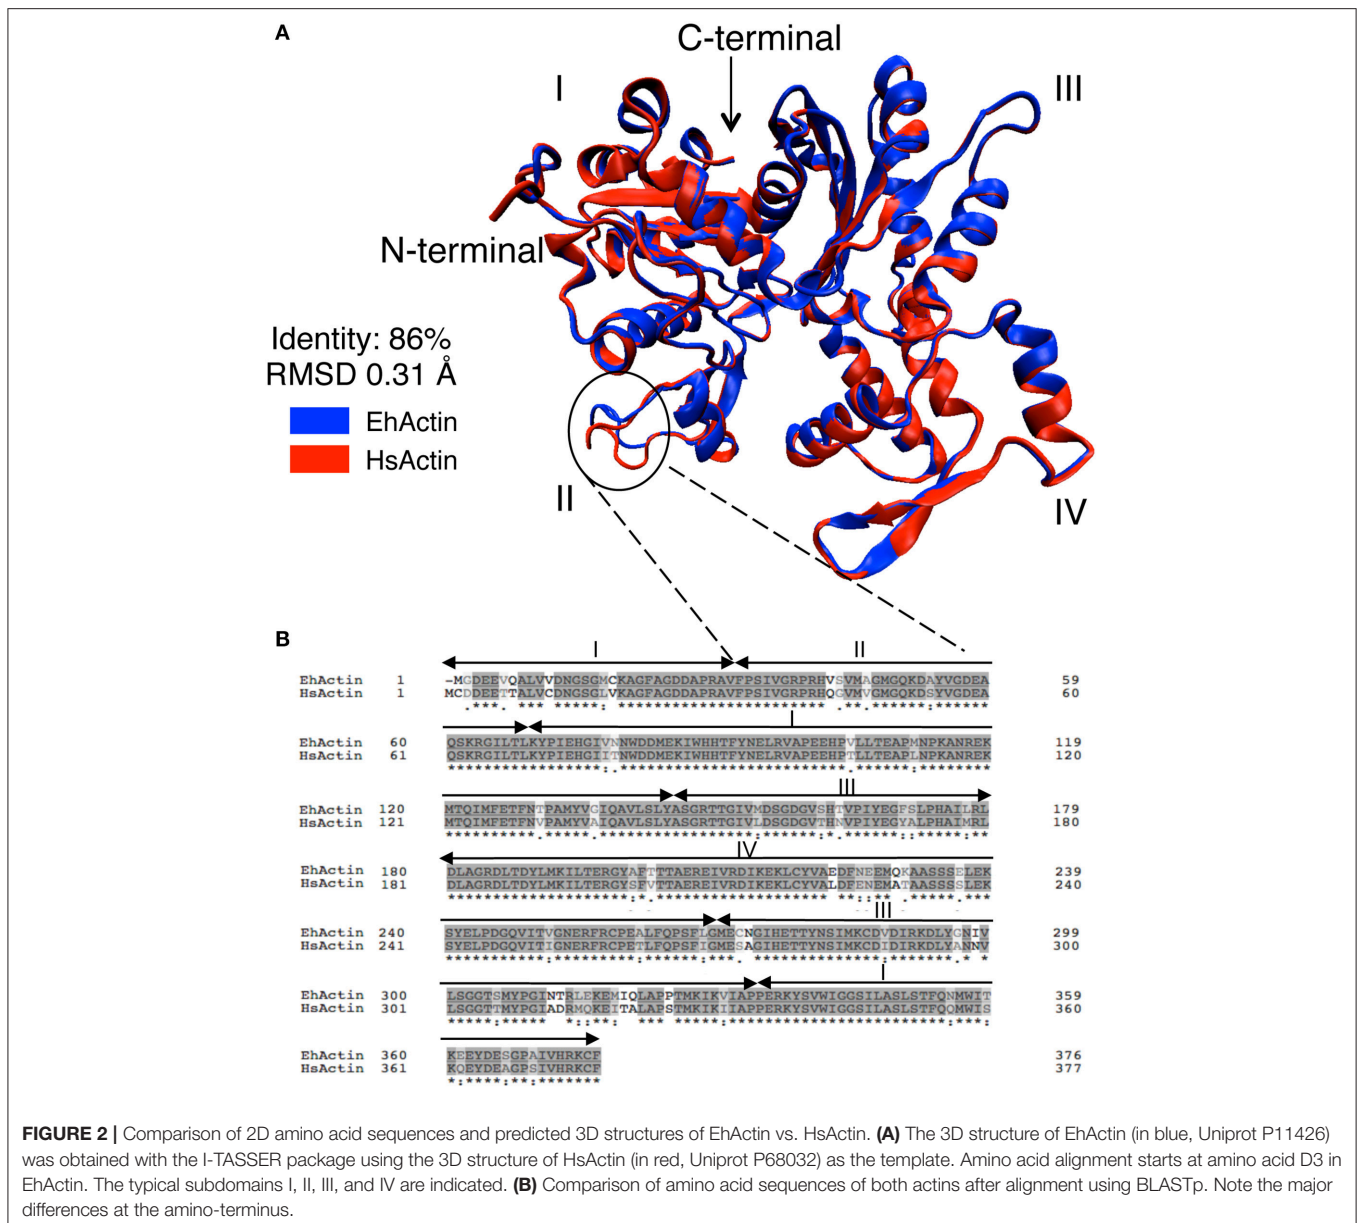 A
C-terminal
I
III
N-terminal
Identity: 86%
RMSD 0.31 Å
EhActin
HsActin
II
IV
B
I II
EhActin 1 -MGDEEVQALVVDNGSGMCKAGFAGDDAPRAVFPSIVGRPRHVSVMAGMGQKDAYVGDEA 59
HsActin 1 MCDDEETTALVCDNGSGLVKAGFAGDDAPRAVFPSIVGRPRHQGVMVGMGQKDSYVGDEA 60
I
EhActin 60 QSKRGILTLKYPIEHGIVNNWDDMEKIWHHTFYNELRVAPEEHPVLLTEAPMNPKANREK 119
HsActin 61 QSKRGILTLKYPIEHGIITNWDDMEKIWHHTFYNELRVAPEEHPTLLTEAPLNPKANREK 120
III
EhActin 120 MTQIMFETFNTPAMYVGIQAVLSLYASGRTTGIVMDSGDGVSHTVPIYEGFSLPHAILRL 179
HsActin 121 MTQIMFETFNVPAMYVAIQAVLSLYASGRTTGIVLDSGDGVTHNVPIYEGYALPHAIMRL 180
IV
EhActin 180 DLAGRDLTDYLMKILTERGYAFTTTAEREIVRDIKEKLCYVAEDFNEEMQKAASSSELEK 239
HsActin 181 DLAGRDLTDYLMKILTERGYSFVTTAEREIVRDIKEKLCYVALDFENEMATAASSSSLEK 240
III
EhActin 240 SYELPDGQVITVGNERFRCPEALFQPSFLGMECNGIHETTYNSIMKCDVDIRKDLYGNIV 299
HsActin 241 SYELPDGQVITIGNERFRCPETLFQPSFIGMESAGIHETTYNSIMKCDIDIRKDLYANNV 300
I
EhActin 300 LSGGTSMYPGINTRLEKEMIQLAPPTMKIKVIAPPERKYSVWIGGSILASLSTFQNMWIT 359
HsActin 301 LSGGTTMYPGIADRMQKEITALAPSTMKIKIIAPPERKYSVWIGGSILASLSTFQQMWIS 360
EhActin 360 KEEYDESGPAIVHRKCF 376
HsActin 361 KQEYDEAGPSIVHRKCF 377
FIGURE 2 | Comparison of 2D amino acid sequences and predicted 3D structures of EhActin vs. HsActin. (A) The 3D structure of EhActin (in blue, Uniprot P11426)
was obtained with the I-TASSER package using the 3D structure of HsActin (in red, Uniprot P68032) as the template. Amino acid alignment starts at amino acid D3 in
EhActin. The typical subdomains I, II, III, and IV are indicated. (B) Comparison of amino acid sequences of both actins after alignment using BLASTp. Note the major
differences at the amino-terminus.